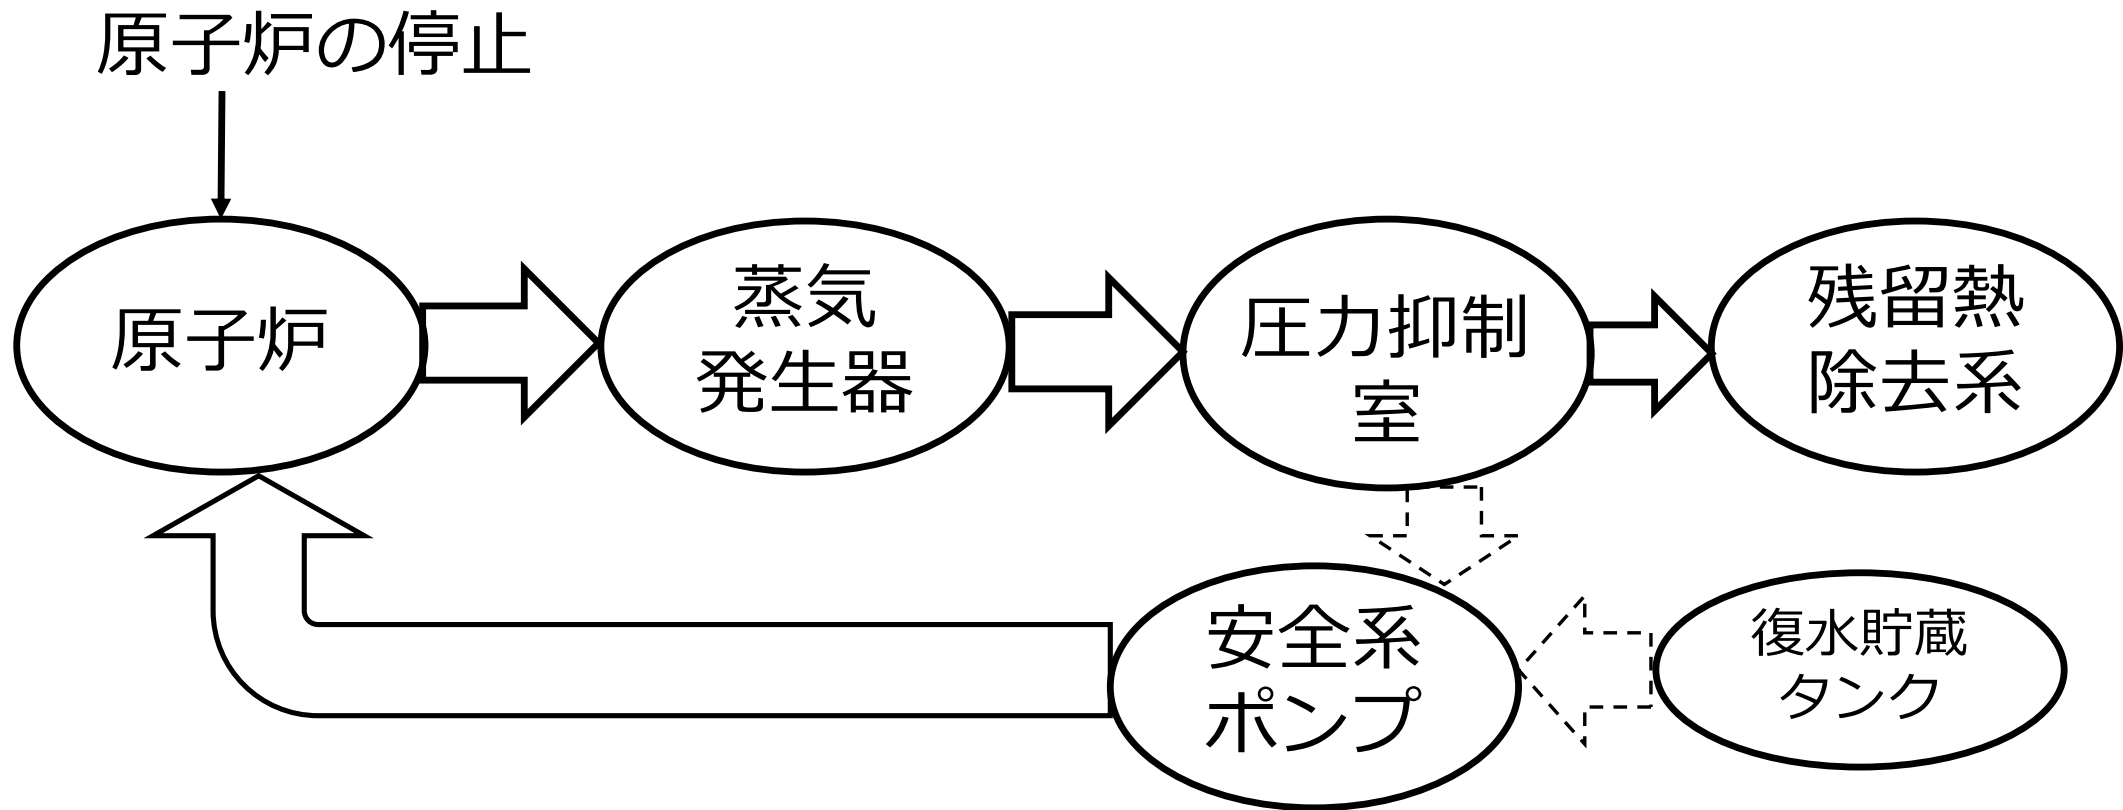 原子炉の停止
原子炉
蒸気
発生器
圧力抑制
室
残留熱
除去系
安全系
ポンプ
復水貯蔵
タンク